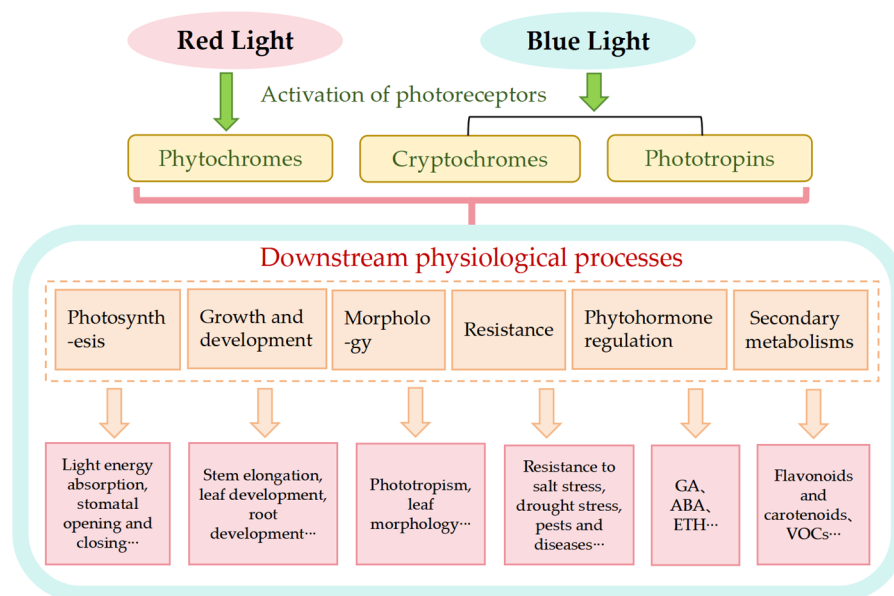 Red Light
Blue Light
Activation of photoreceptors
Phytochromes
Cryptochromes
Phototropins
Downstream physiological processes
Photosynth
-esis
Growth and
development
Morpholo
-gy
Resistance
Phytohormone
regulation
Secondary
metabolisms
Light energy
absorption,
stomatal
opening and
closing···
Stem elongation,
leaf development,
root
development···
Phototropism,
leaf
morphology···
Resistance to
salt stress,
drought stress,
pests and
diseases···
GA、
ABA、
ETH···
Flavonoids
and
carotenoids、
VOCs···